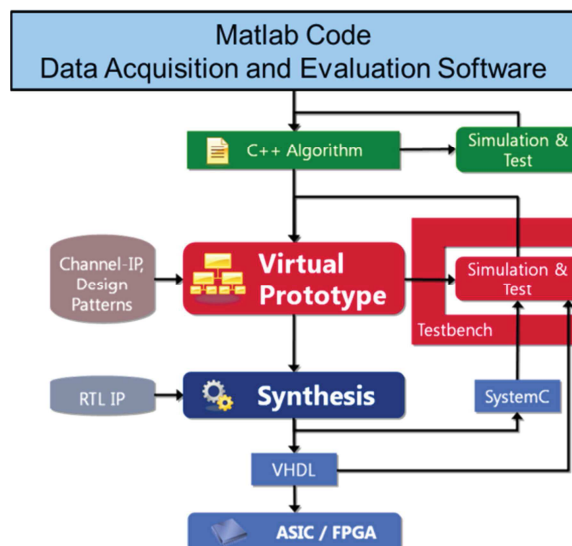 Matlab Code
Data Acquisition and Evaluation Software
C++ Algorithm
Simulation &
Test
Channel-IP,
Design
Patterns
Virtual
Prototype
Simulation &
Test
Testbench
RTL IP
Synthesis
SystemC
VHDL
ASIC / FPGA